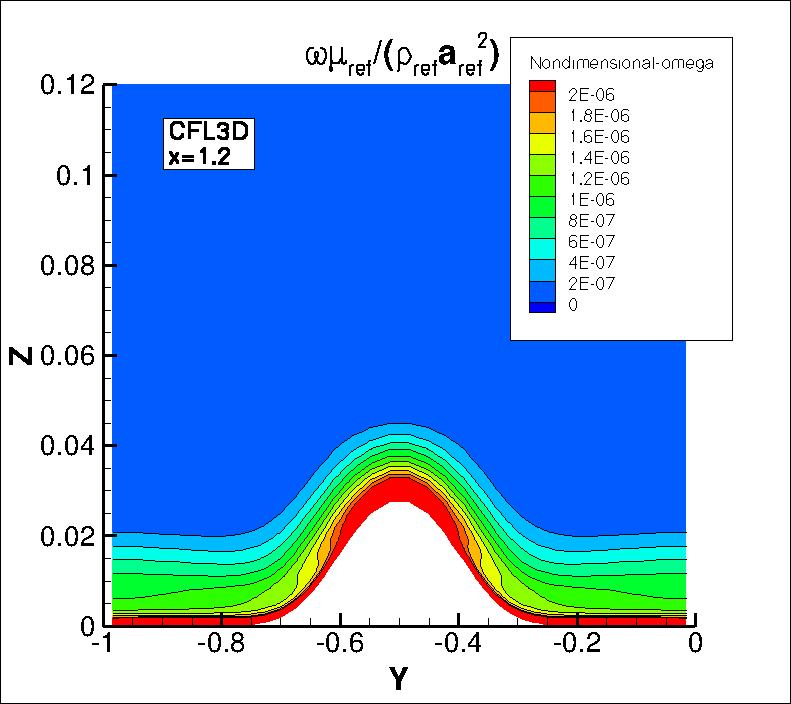 ωμref/(ρrefaref²)
Nondimensional-omega
2E-06
1.8E-06
1.6E-06
1.4E-06
1.2E-06
1E-06
8E-07
6E-07
4E-07
2E-07
0
CFL3D
x=1.2
0.12
0.1
0.08
0.06
0.04
0.02
0
Z
-1
-0.8
-0.6
-0.4
-0.2
0
Y